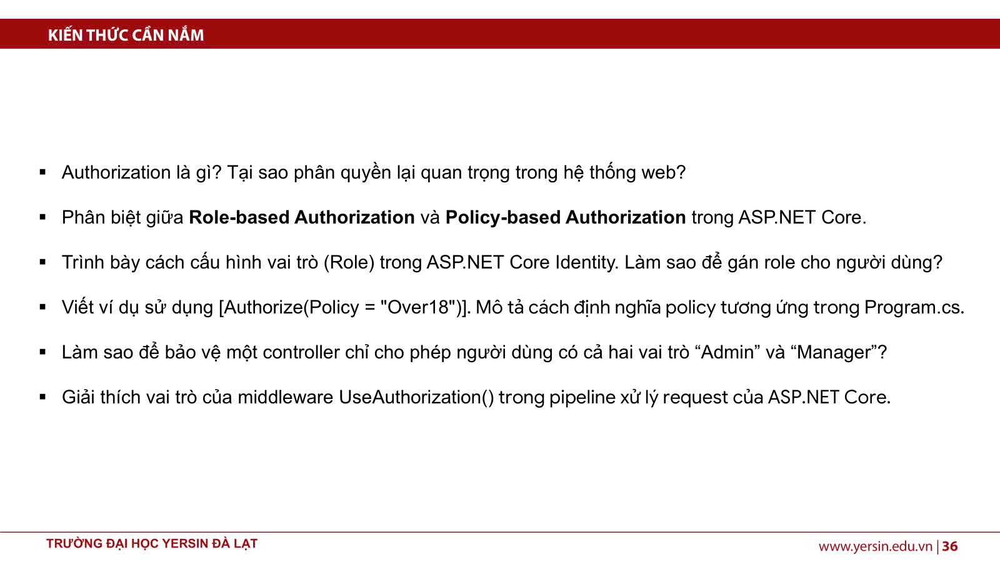 KIẾN THỨC CẦN NẮM
▪ Authorization là gì? Tại sao phân quyền lại quan trọng trong hệ thống web?
▪ Phân biệt giữa Role-based Authorization và Policy-based Authorization trong ASP.NET Core.
▪ Trình bày cách cấu hình vai trò (Role) trong ASP.NET Core Identity. Làm sao để gán role cho người dùng?
▪ Viết ví dụ sử dụng [Authorize(Policy = "Over18")]. Mô tả cách định nghĩa policy tương ứng trong Program.cs.
▪ Làm sao để bảo vệ một controller chỉ cho phép người dùng có cả hai vai trò “Admin” và “Manager”?
▪ Giải thích vai trò của middleware UseAuthorization() trong pipeline xử lý request của ASP.NET Core.
TRƯỜNG ĐẠI HỌC YERSIN ĐÀ LẠT
www.yersin.edu.vn | 36